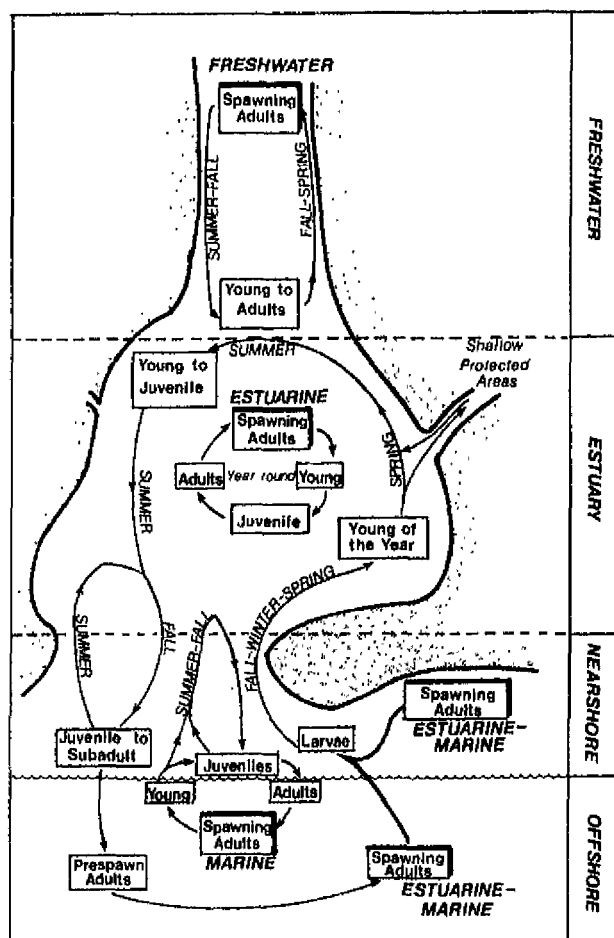 FRESHWATER
Spawning
Adults
SUMMER-FALL
FALL-SPRING
Young to
Adults
FRESHWATER
SUMMER
Shallow
Protected
Areas
Young to
Juvenile
ESTUARINE
Spawning
Adults
Adults
Year round
Young
Juvenile
SPRING
SUMMER
Young of
the Year
ESTUARY
SUMMER
FALL
SUMMER-FALL
FALL-WINTER-SPRING
Spawning
Adults
ESTUARINE-
MARINE
Larvae
Juvenile to
Subadult
Juveniles
NEARSHORE
Young
Adults
Spawning
Adults
MARINE
Prespawn
Adults
Spawning
Adults
ESTUARINE-
MARINE
OFFSHORE